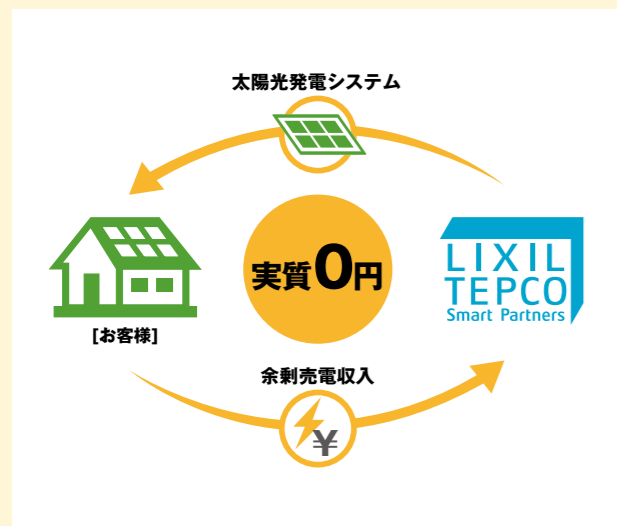 太陽光発電システム
実質0円
LIXIL
TEPCO
Smart Partners
[お客様]
余剰売電収入
¥